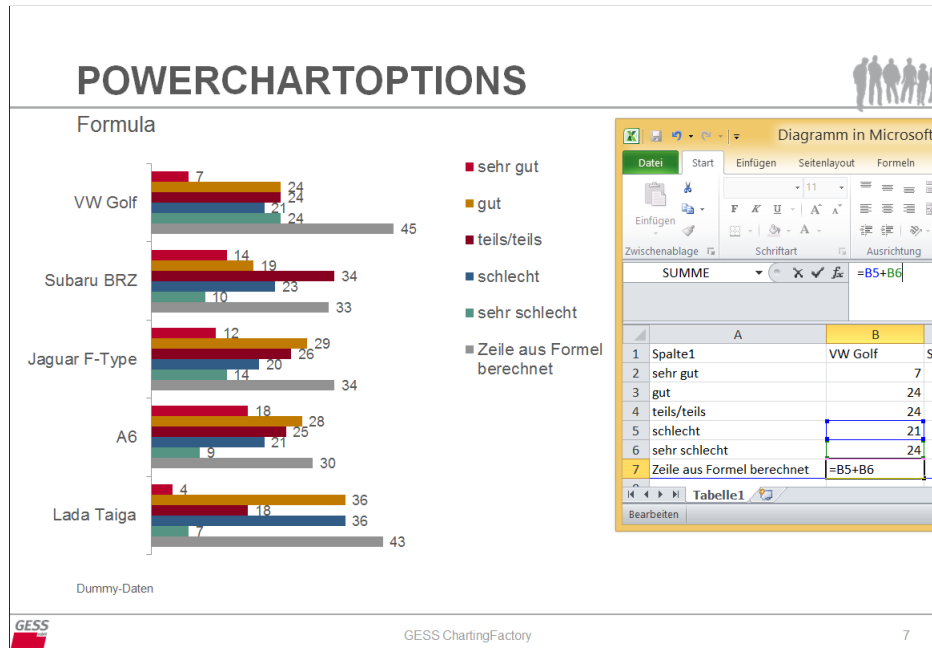 POWERCHARTOPTIONS
Formula
VW Golf
7
24
24
21
24
45
Subaru BRZ
14
19
34
23
10
33
Jaguar F-Type
12
29
26
20
14
34
A6
18
28
25
21
9
30
Lada Taiga
4
36
18
36
7
43
sehr gut
gut
teils/teils
schlecht
sehr schlecht
Zeile aus Formel
berechnet
Diagramm in Microsoft
Datei Start Einfügen Seitenlayout Formeln
11
Einfügen
F K U A A
A
Zwischenablage Schriftart Ausrichtung
SUMME fx =B5+B6
A B
1 Spalte1 VW Golf S
2 sehr gut 7
3 gut 24
4 teils/teils 24
5 schlecht 21
6 sehr schlecht 24
7 Zeile aus Formel berechnet =B5+B6
Tabelle1
Bearbeiten
Dummy-Daten
GESS
GESS ChartingFactory
7